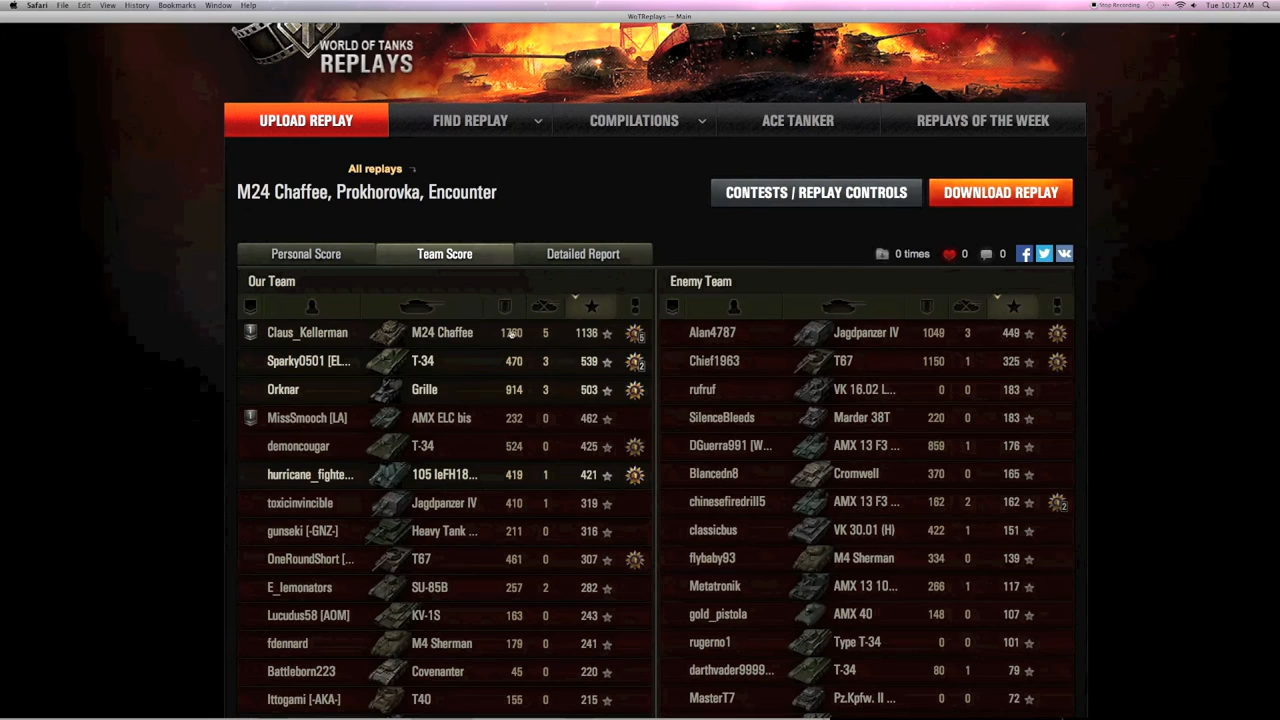 Safari File Edit View History Bookmarks Window Help Stop Recording Tue 10:17 AM
WoTReplays — Main
WORLD OF TANKS
REPLAYS
UPLOAD REPLAY FIND REPLAY COMPILATIONS ACE TANKER REPLAYS OF THE WEEK
All replays
M24 Chaffee, Prokhorovka, Encounter
CONTESTS / REPLAY CONTROLS DOWNLOAD REPLAY
Personal Score Team Score Detailed Report 0 times 0 0
Our Team Enemy Team
Claus_Kellerman M24 Chaffee 5 1136 5 Alan4787 Jagdpanzer IV 1049 3 449
Sparky0501 [EL... T-34 470 3 539 2 Chief1963 T67 1150 1 325
Orknar Grille 914 3 503 rufruf VK 16.02 L... 0 0 183
MissSmooch [LA] AMX ELC bis 232 0 462 SilenceBleeds Marder 38T 220 0 183
demoncougar T-34 524 0 425 DGuerra991 [W... AMX 13 F3 ... 859 1 176
hurricane_fighte... 105 leFH18... 419 1 421 Blancedn8 Cromwell 370 0 165
toxicinvincible Jagdpanzer IV 410 1 319 chinesefiredrill5 AMX 13 F3 ... 162 2 162 2
gunseki [-GNZ-] Heavy Tank ... 211 0 316 classicbus VK 30.01 (H) 422 1 151
OneRoundShort [... T67 461 0 307 flybaby93 M4 Sherman 334 0 139
E_lemonators SU-85B 257 2 282 Metatronik AMX 13 10... 266 1 117
Lucudus58 [AOM] KV-1S 163 0 243 gold_pistola AMX 40 148 0 107
fdennard M4 Sherman 179 0 241 rugerno1 Type T-34 0 0 101
Battleborn223 Covenanter 45 0 220 darthvader9999... T-34 80 1 79
Ittogami [-AKA-] T40 155 0 215 MasterT7 Pz.Kpfw. II ... 0 0 72